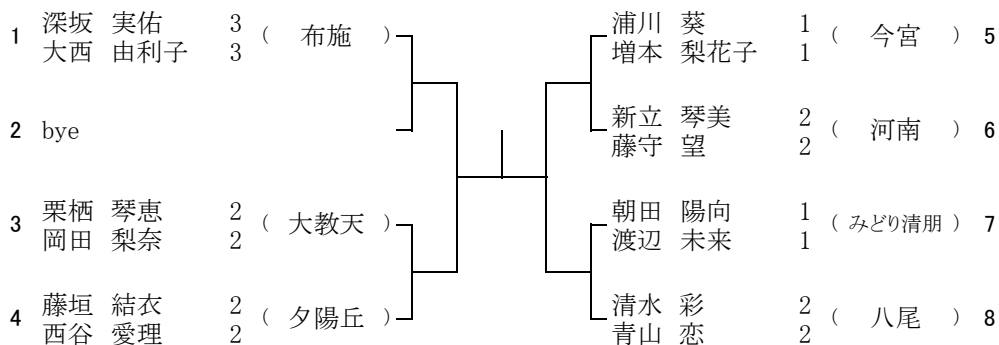 1 深坂 実佑 3 ( 布施 )
大西 由利子 3
2 bye
3 栗栖 琴恵 2 ( 大教天 )
岡田 梨奈 2
4 藤垣 結衣 2 ( 夕陽丘 )
西谷 愛理 2
浦川 葵 1 ( 今宮 ) 5
増本 梨花子 1
新立 琴美 2 ( 河南 ) 6
藤守 望 2
朝田 陽向 1 ( みどり清朋 ) 7
渡辺 未来 1
清水 彩 2 ( 八尾 ) 8
青山 恋 2